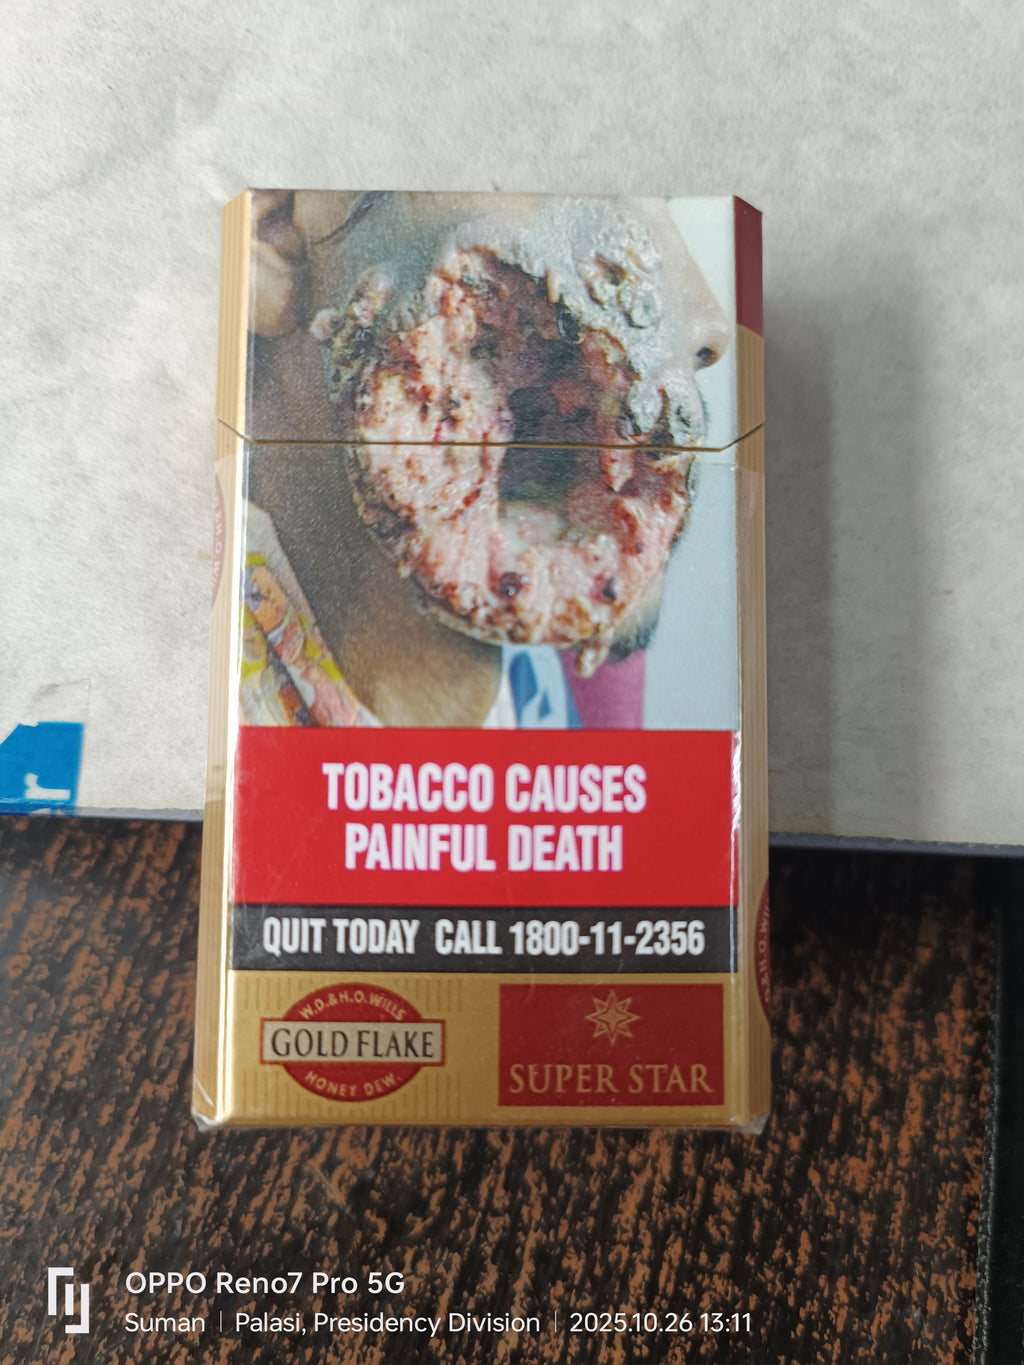 TOBACCO CAUSES
PAINFUL DEATH
QUIT TODAY CALL 1800-11-2356
W.D.&H.O.WILLS
GOLD FLAKE
HONEY DEW.
SUPER STAR
OPPO Reno7 Pro 5G
Suman | Palasi, Presidency Division | 2025.10.26 13:11